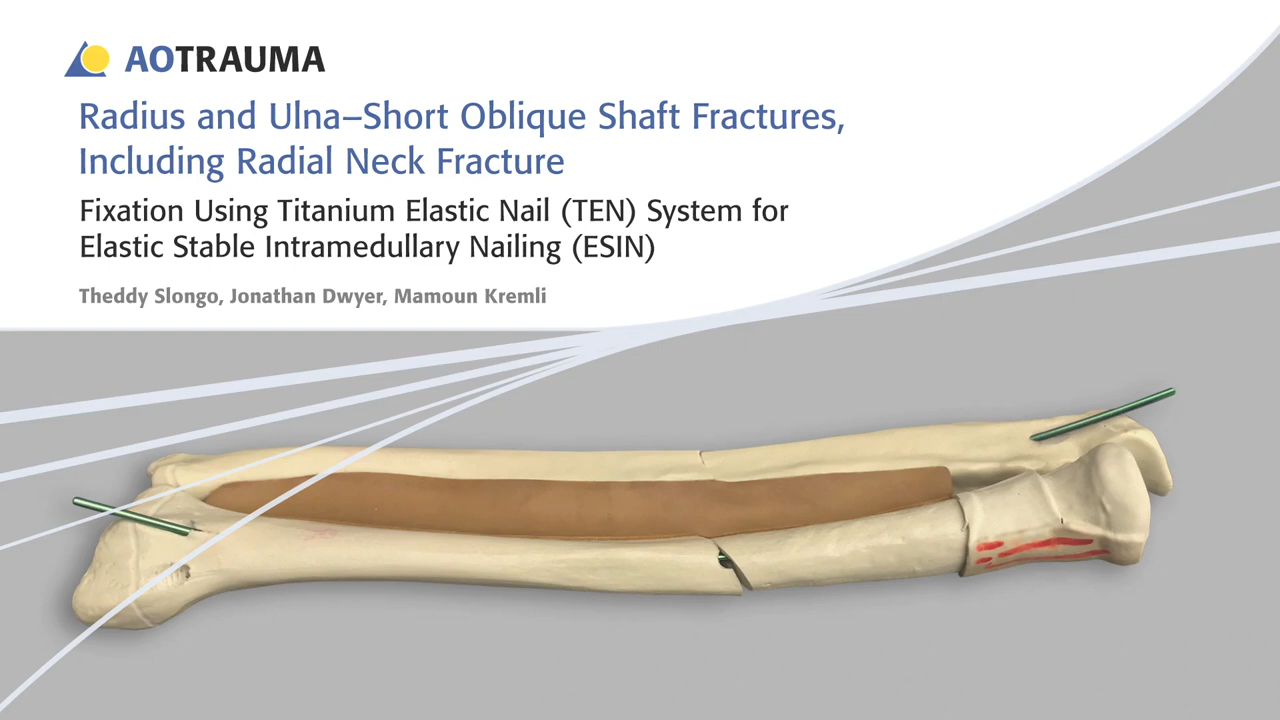 AOTRAUMA
Radius and Ulna–Short Oblique Shaft Fractures,
Including Radial Neck Fracture
Fixation Using Titanium Elastic Nail (TEN) System for
Elastic Stable Intramedullary Nailing (ESIN)
Theddy Slongo, Jonathan Dwyer, Mamoun Kremli